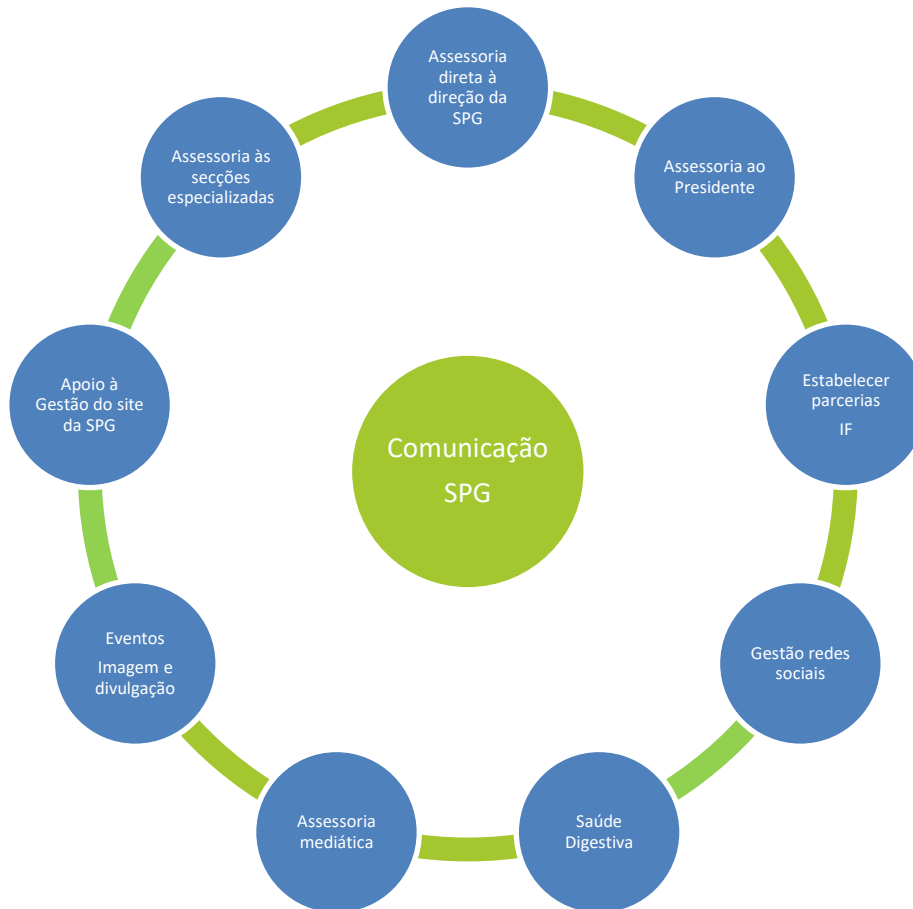 Assessoria
direta à
direção da
SPG
Assessoria ao
Presidente
Estabelecer
parcerias
IF
Gestão redes
sociais
Saúde
Digestiva
Assessoria
mediática
Eventos
Imagem e
divulgação
Apoio à
Gestão do site
da SPG
Assessoria às
secções
especializadas
Comunicação
SPG